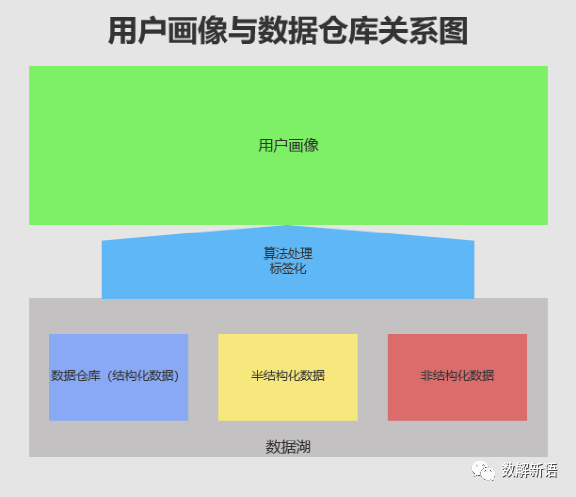 用户画像与数据仓库关系图
用户画像
算法处理
标签化
数据仓库（结构化数据）
半结构化数据
非结构化数据
数据湖
数解新语